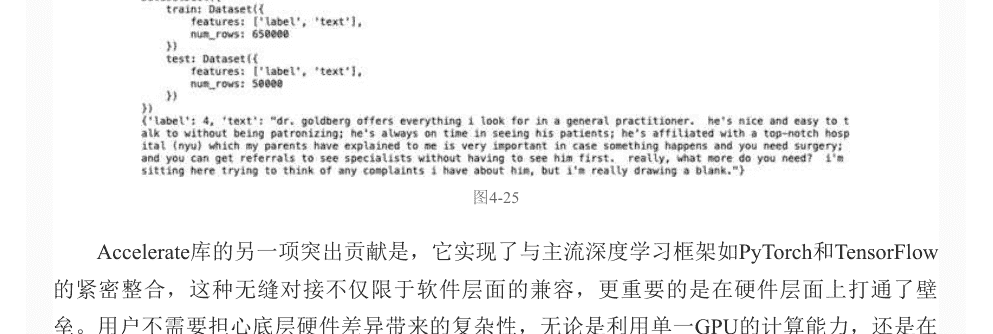 train: Dataset({
features: ['label', 'text'],
num_rows: 650000
})
test: Dataset({
features: ['label', 'text'],
num_rows: 50000
})
})
{'label': 4, 'text': "dr. goldberg offers everything i look for in a general practitioner.  he's nice and easy to t
alk to without being patronizing; he's always on time in seeing his patients; he's affiliated with a top-notch hosp
ital (nyu) which my parents have explained to me is very important in case something happens and you need surgery;
and you can get referrals to see specialists without having to see him first.  really, what more do you need?  i'm
sitting here trying to think of any complaints i have about him, but i'm really drawing a blank."}
图4-25
Accelerate库的另一项突出贡献是，它实现了与主流深度学习框架如PyTorch和TensorFlow
的紧密整合，这种无缝对接不仅限于软件层面的兼容，更重要的是在硬件层面上打通了壁
垒。用户不需要担心底层硬件差异带来的复杂性，无论是利用单一GPU的计算能力，还是在